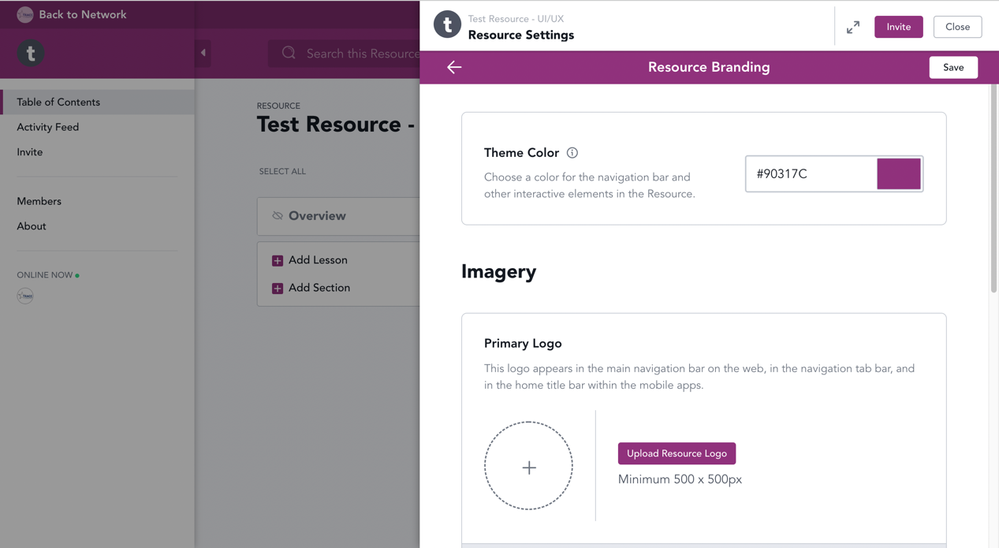 Back to Network
t
Search this Resource
Table of Contents
Activity Feed
Invite
Members
About
ONLINE NOW
RESOURCE
Test Resource -
SELECT ALL
Overview
Add Lesson
Add Section
t
Test Resource - UI/UX
Resource Settings
Invite
Close
Resource Branding
Save
Theme Color
Choose a color for the navigation bar and
other interactive elements in the Resource.
#90317C
Imagery
Primary Logo
This logo appears in the main navigation bar on the web, in the navigation tab bar, and
in the home title bar within the mobile apps.
Upload Resource Logo
Minimum 500 x 500px